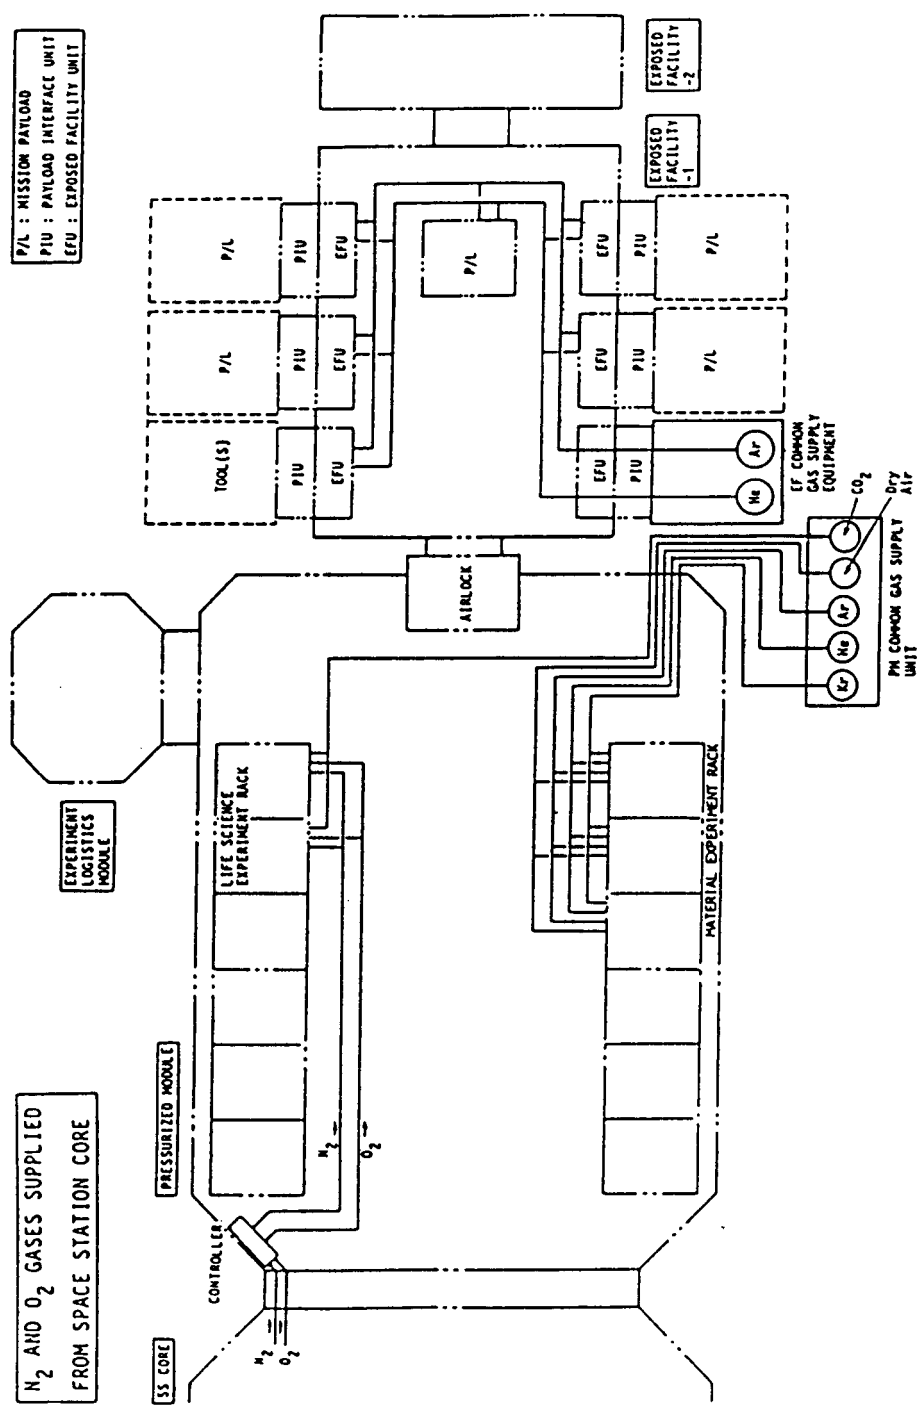 N2 AND O2 GASES SUPPLIED
FROM SPACE STATION CORE
P/L : MISSION PAYLOAD
PIU : PAYLOAD INTERFACE UNIT
EFU : EXPOSED FACILITY UNIT
SS CORE
PRESSURIZED MODULE
EXPERIMENT
LOGISTICS
MODULE
CONTROLLER
N2
O2
N2
O2
LIFE SCIENCE
EXPERIMENT RACK
MATERIAL EXPERIMENT RACK
AIRLOCK
TOOL(S)
P/L
P/L
PIU
PIU
PIU
EFU
EFU
EFU
P/L
EFU
EFU
EFU
PIU
PIU
PIU
P/L
P/L
He
Ar
EF COMMON
GAS SUPPLY
EQUIPMENT
EXPOSED
FACILITY
-1
EXPOSED
FACILITY
-2
Kr
He
Ar
CO2
Dry
Air
PM COMMON GAS SUPPLY
UNIT